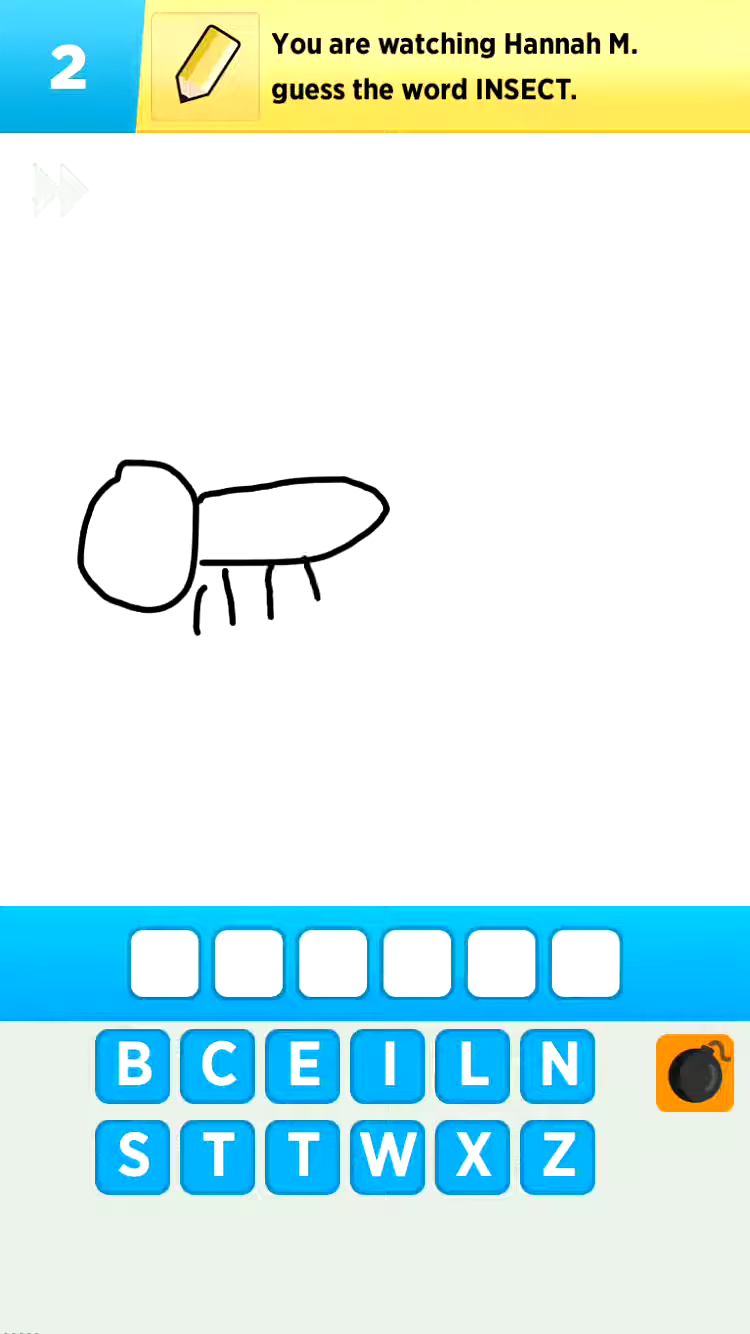 2
You are watching Hannah M.
guess the word INSECT.
B C E I L N
S T T W X Z